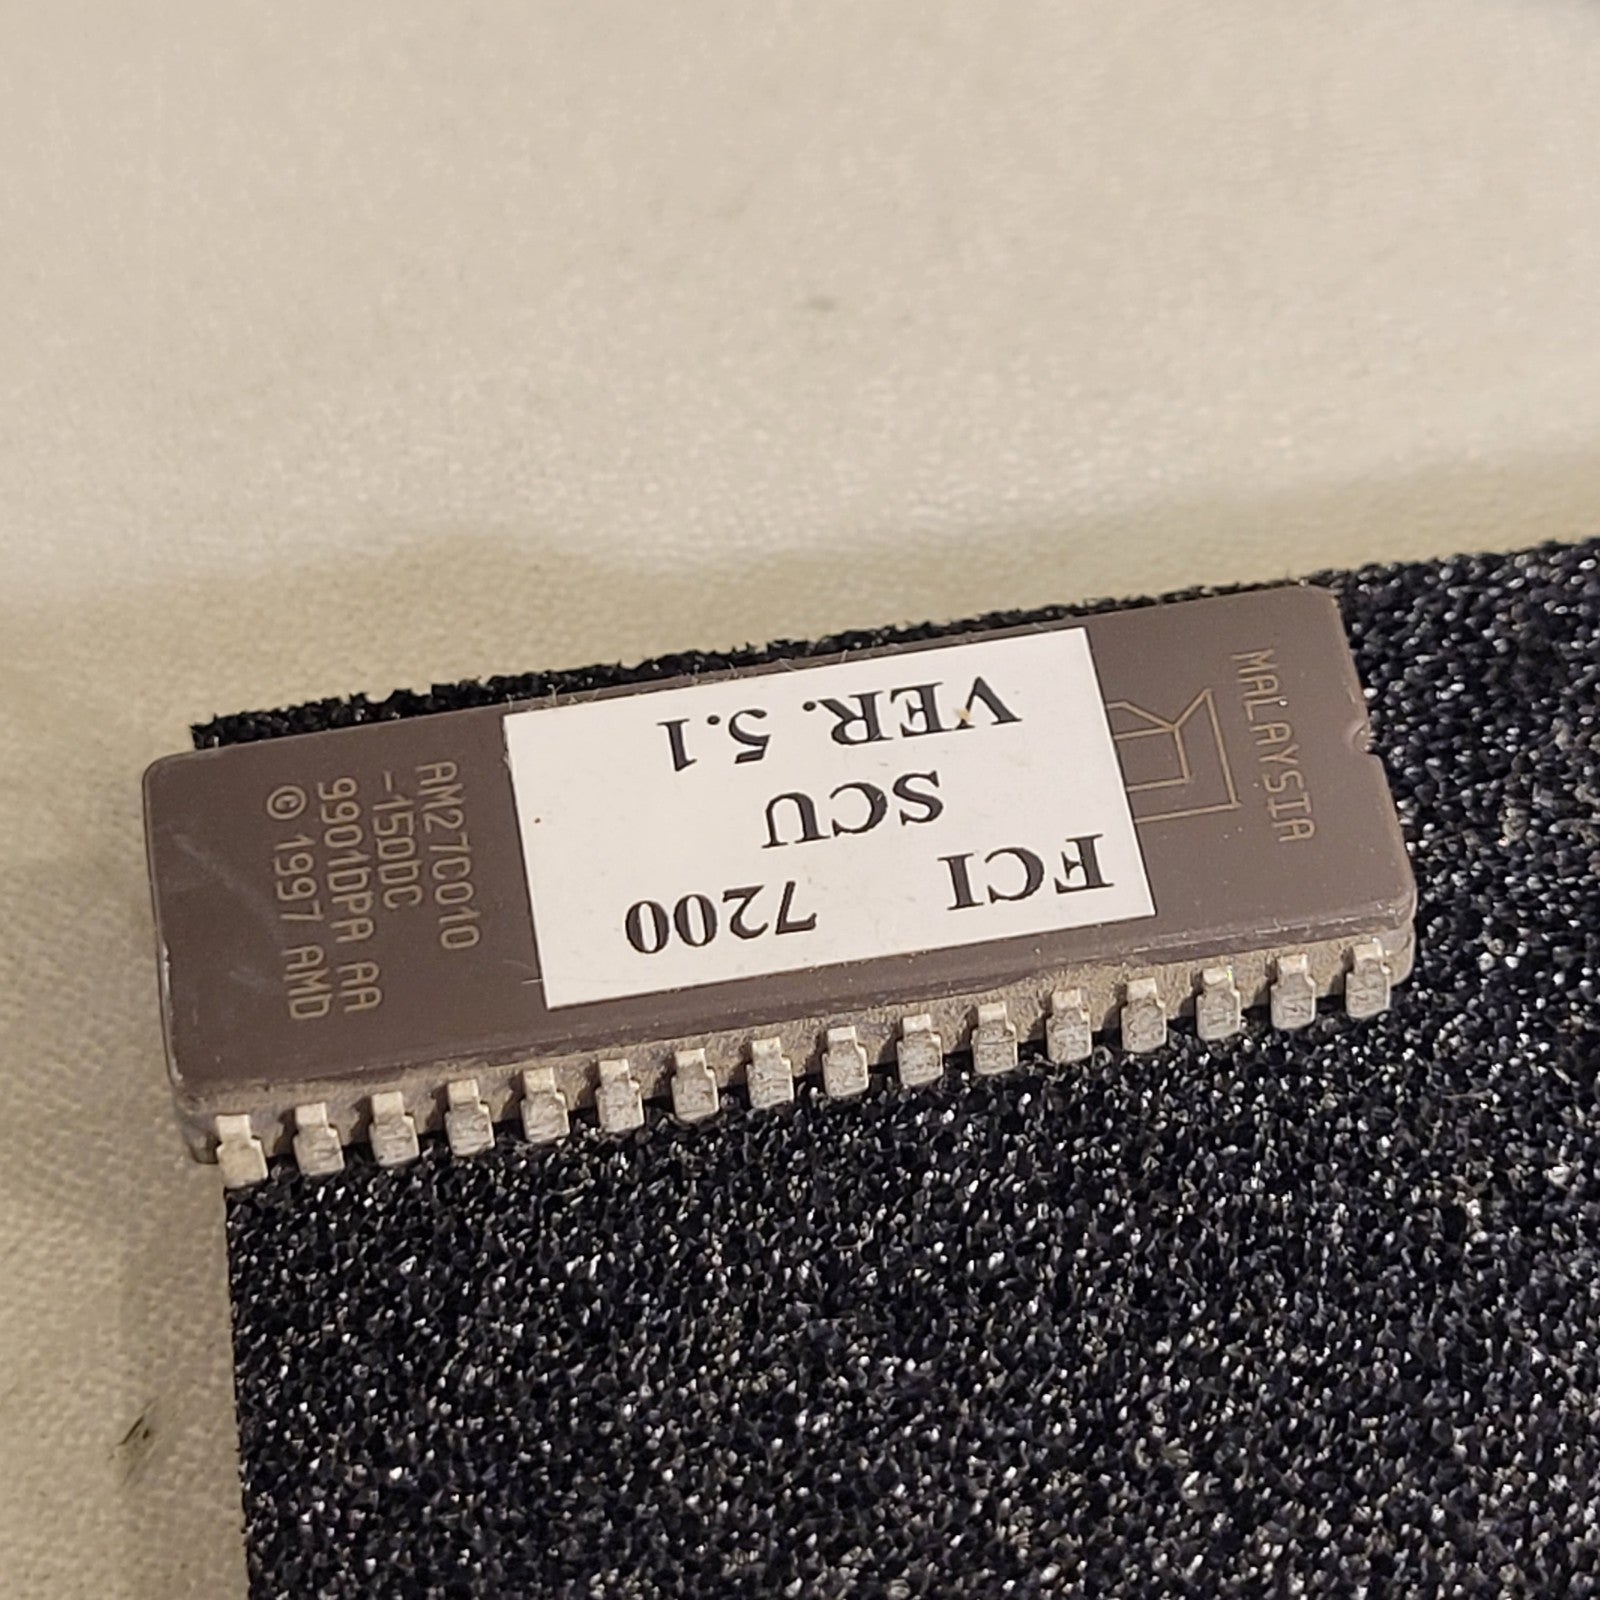 FCI 7200
SCU
VER. 5.1
AM27C010
-150DC
9901DPA AA
© 1997 AMD
MALAYSIA